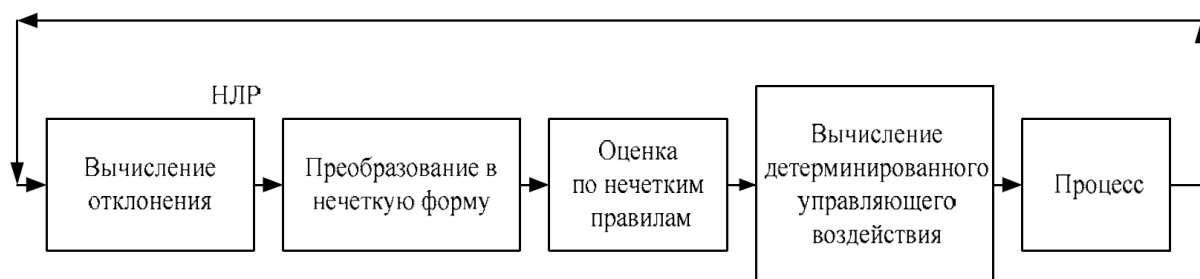 НЛР
Вычисление
отклонения
Преобразование в
нечеткую форму
Оценка
по нечетким
правилам
Вычисление
детерминированного
управляющего
воздействия
Процесс